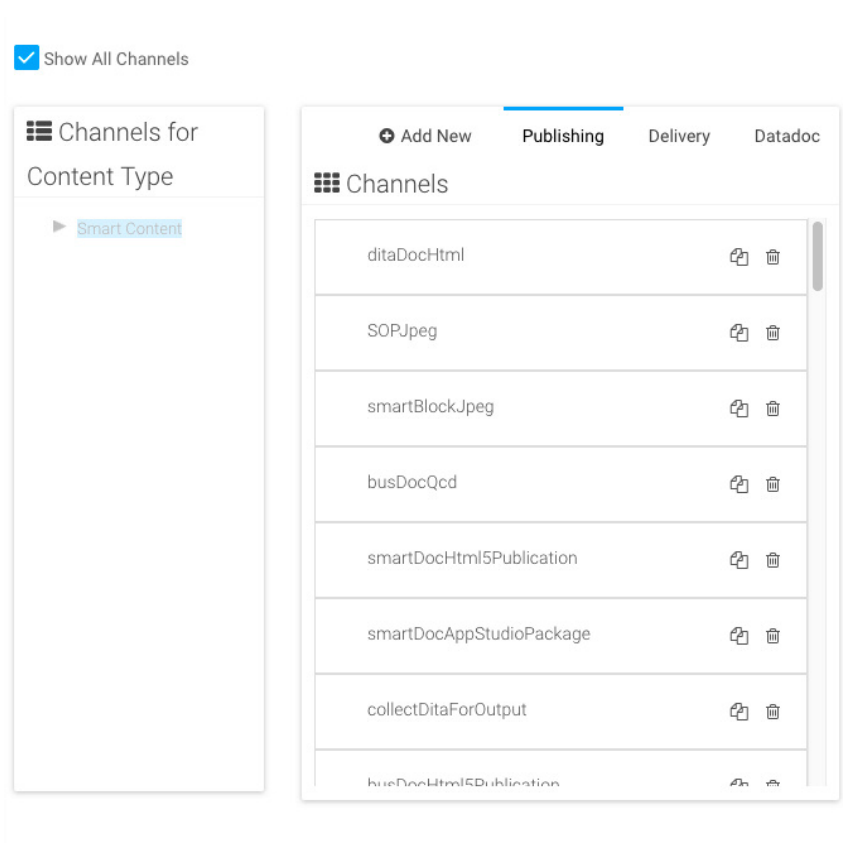 Show All Channels
Channels for
Content Type
Smart Content
Add New Publishing Delivery Datadoc
Channels
ditaDocHtml
SOPJpeg
smartBlockJpeg
busDocQcd
smartDocHtml5Publication
smartDocAppStudioPackage
collectDitaForOutput
busDocHtml5Publication